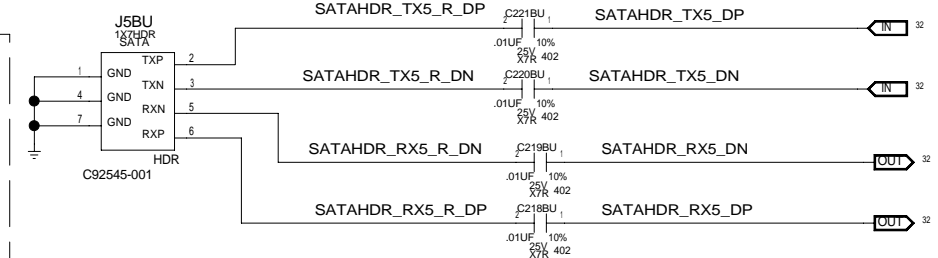 SATAHDR_TX5_R_DP
C221BU
SATAHDR_TX5_DP
2
1
IN
32
.01UF
10%
25V
X7R
402
J5BU
1X7HDR
SATA
TXP
2
1
GND
TXN
3
SATAHDR_TX5_R_DN
C220BU
SATAHDR_TX5_DN
2
1
IN
32
.01UF
10%
25V
X7R
402
4
GND
RXN
5
7
GND
RXP
6
HDR
C92545-001
SATAHDR_RX5_R_DN
C219BU
SATAHDR_RX5_DN
2
1
OUT
32
.01UF
10%
25V
X7R
402
SATAHDR_RX5_R_DP
C218BU
SATAHDR_RX5_DP
2
1
OUT
32
.01UF
10%
25V
X7R
402